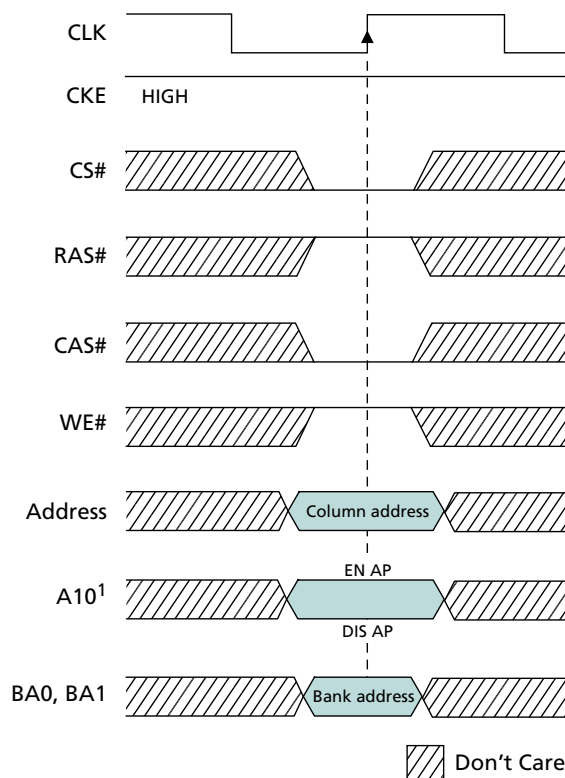 CLK
CKE HIGH
CS#
RAS#
CAS#
WE#
Address Column address
EN AP
A10¹
DIS AP
BA0, BA1 Bank address
Don't Care